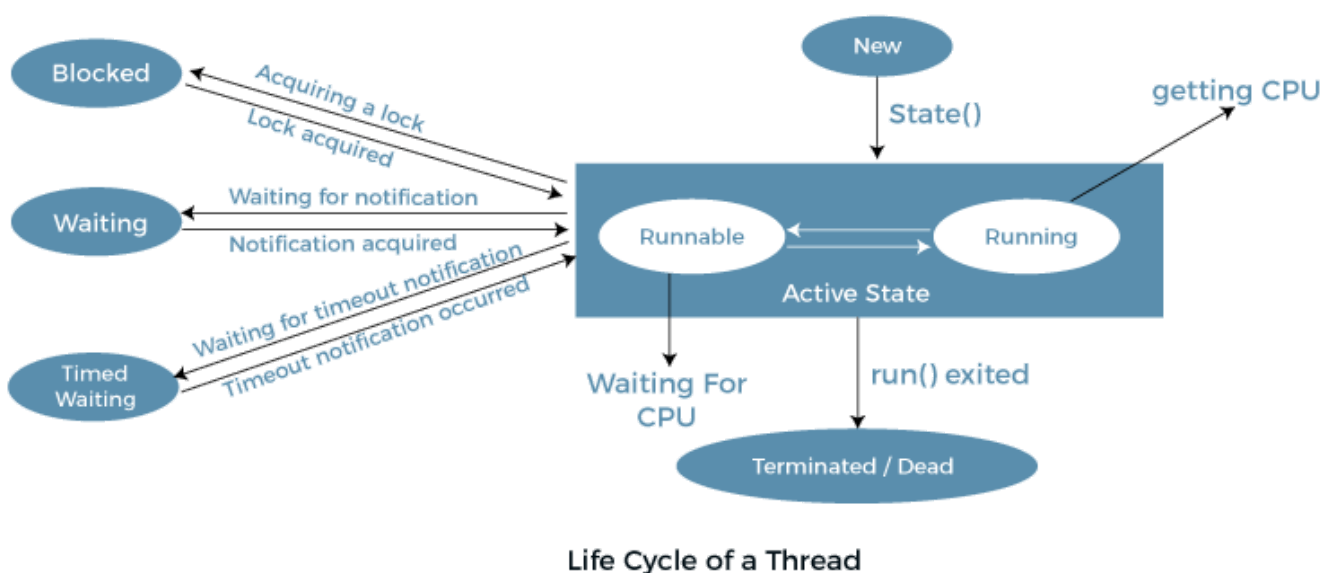 New
Blocked
Acquiring a lock
Lock acquired
State()
getting CPU
Waiting
Waiting for notification
Notification acquired
Runnable
Running
Active State
Waiting for timeout notification
Timeout notification occurred
Timed
Waiting
Waiting For
CPU
run() exited
Terminated / Dead
Life Cycle of a Thread